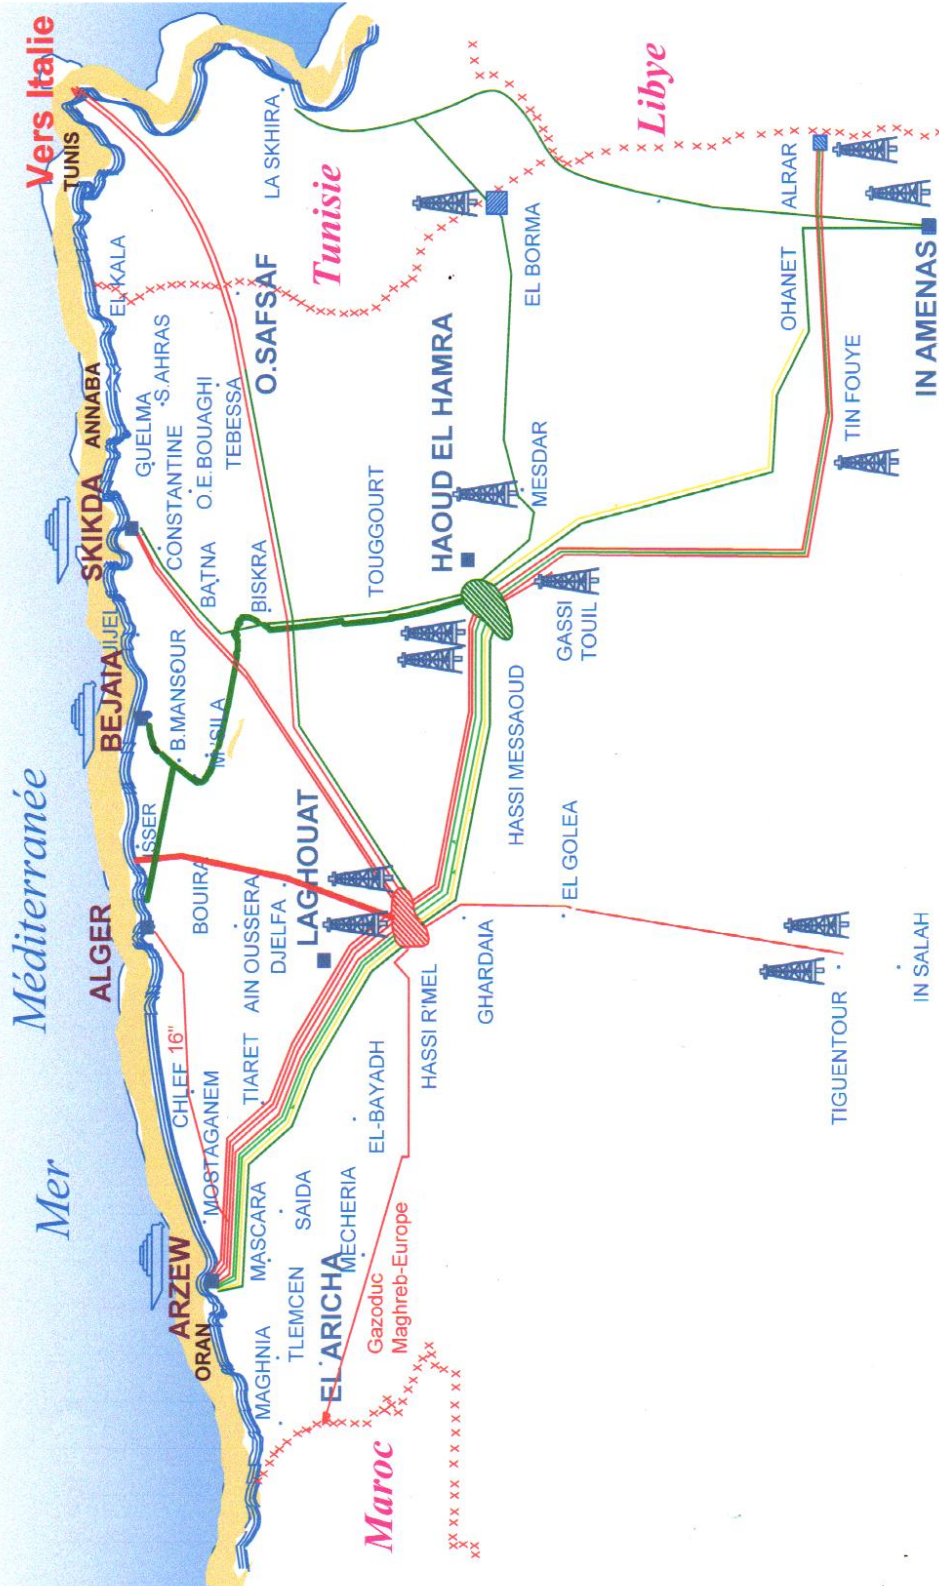 Mer Méditerranée
Vers Italie
TUNIS
ORAN
ARZEW
ALGER
BEJAIA
JIJEL
SKIKDA
ANNABA
EL KALA
LA SKHIRA
Tunisie
Libye
Maroc
MAGHNIA
TLEMCEN
EL ARICHA
MASCARA
SAIDA
MECHERIA
Gazoduc
Maghreb-Europe
MOSTAGANEM
CHLEF 16"
TIARET
EL-BAYADH
AIN OUSSERA
DJELFA
LAGHOUAT
BOUIRA
ISSER
B.MANSOUR
M'SILA
BATNA
BISKRA
CONSTANTINE
GUELMA
S.AHRAS
O.E.BOUAGHI
TEBESSA
O.SAFSAF
TOUGGOURT
HAOUD EL HAMRA
EL BORMA
MESDAR
HASSI R'MEL
GHARDAIA
HASSI MESSAOUD
EL GOLEA
GASSI
TOUIL
OHANET
ALRAR
TIN FOUYE
IN AMENAS
TIGUENTOUR
IN SALAH